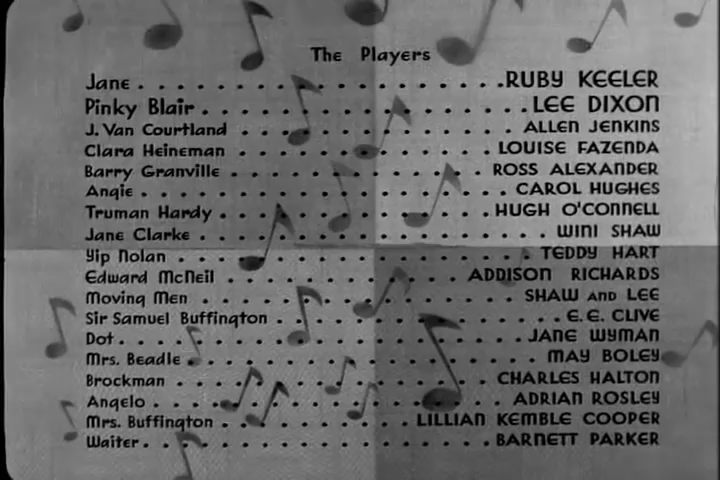 The Players
Jane . . . . . . . . . . . . . . . . . . . RUBY KEELER
Pinky Blair . . . . . . . . . . . . . . . . LEE DIXON
J. Van Courtland . . . . . . . . . . . . . . ALLEN JENKINS
Clara Heineman . . . . . . . . . . . . . LOUISE FAZENDA
Barry Granville . . . . . . . . . . . . . ROSS ALEXANDER
Angie . . . . . . . . . . . . . . . . . . CAROL HUGHES
Truman Hardy . . . . . . . . . . . . . . HUGH O'CONNELL
Jane Clarke . . . . . . . . . . . . . . . . . WINI SHAW
Yip Nolan . . . . . . . . . . . . . . . . . TEDDY HART
Edward McNeil . . . . . . . . . . . . ADDISON RICHARDS
Moving Men . . . . . . . . . . . . . . . SHAW AND LEE
Sir Samuel Buffington . . . . . . . . . . . . . . E. E. CLIVE
Dot . . . . . . . . . . . . . . . . . . . . JANE WYMAN
Mrs. Beadle . . . . . . . . . . . . . . . . . MAY BOLEY
Brockman . . . . . . . . . . . . . . . CHARLES HALTON
Angelo . . . . . . . . . . . . . . . . . ADRIAN ROSLEY
Mrs. Buffington . . . . . . . . . LILLIAN KEMBLE COOPER
Waiter . . . . . . . . . . . . . . . . . BARNETT PARKER